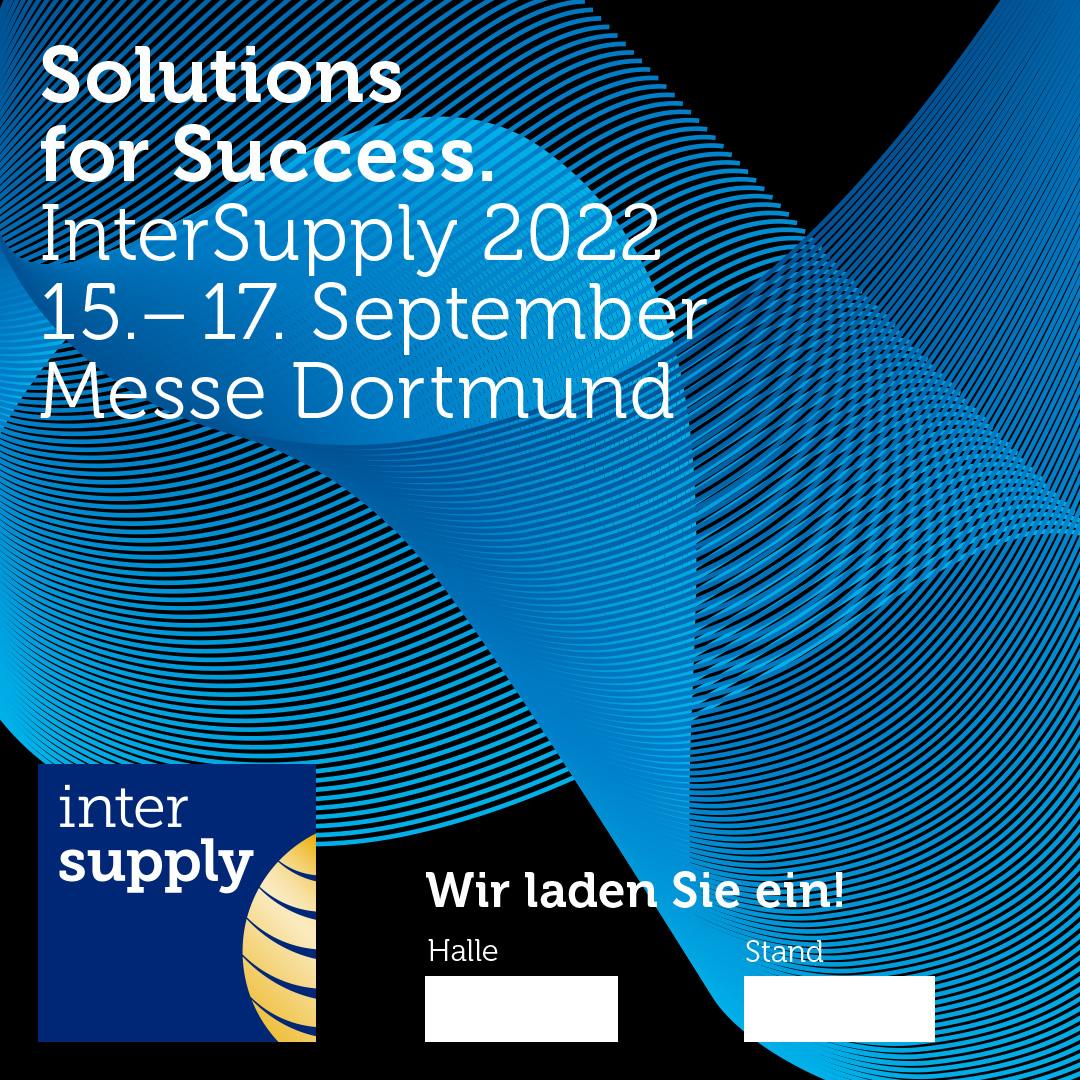 Solutions
for Success.
InterSupply 2022
15.– 17. September
Messe Dortmund
inter
supply
Wir laden Sie ein!
Halle
Stand